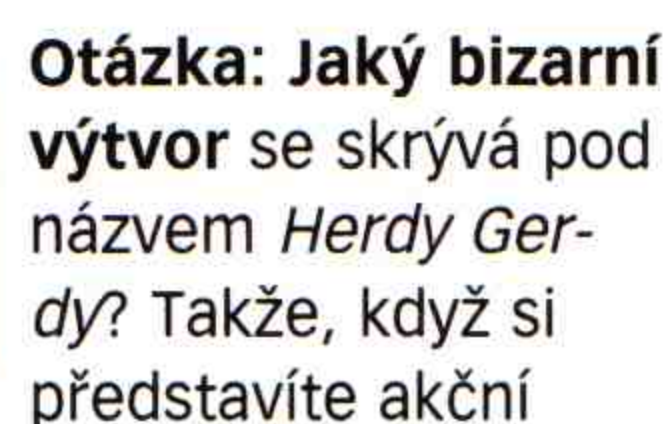 Otázka: Jaký bizarní
výtvor se skrývá pod
názvem Herdy Ger-
dy? Takže, když si
představíte akční